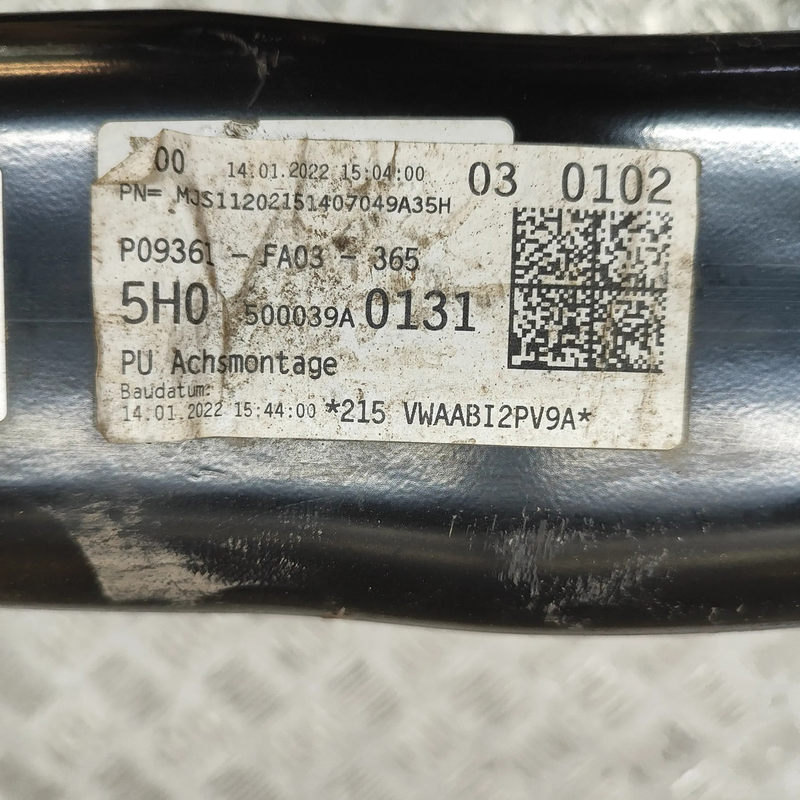 00 14.01.2022 15:04:00 03 0102
PN= MJS11202151407049A35H
P09361 - FA03 - 365
5H0 500039A 0131
PU Achsmontage
Baudatum:
14.01.2022 15:44:00 *215 VWAABI2PV9A*